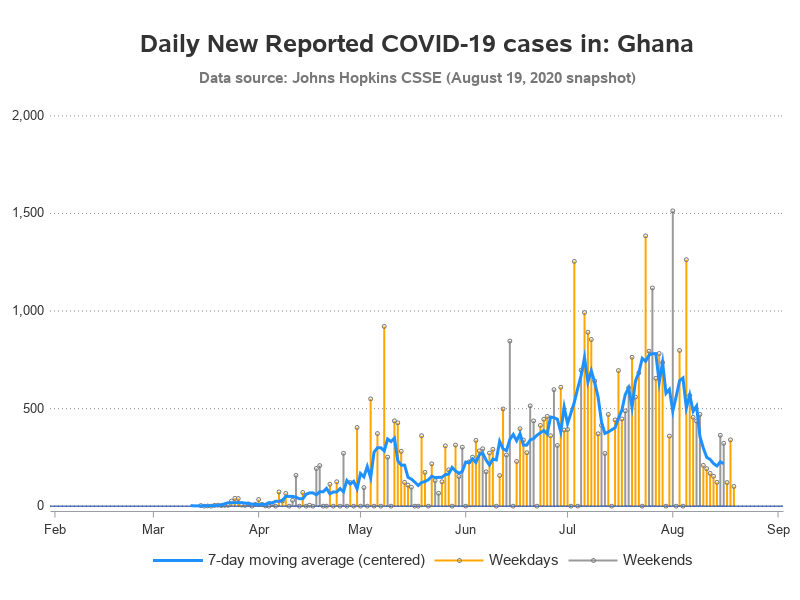 Daily New Reported COVID-19 cases in: Ghana
Data source: Johns Hopkins CSSE (August 19, 2020 snapshot)
2,000
1,500
1,000
500
0
Feb Mar Apr May Jun Jul Aug Sep
7-day moving average (centered) Weekdays Weekends